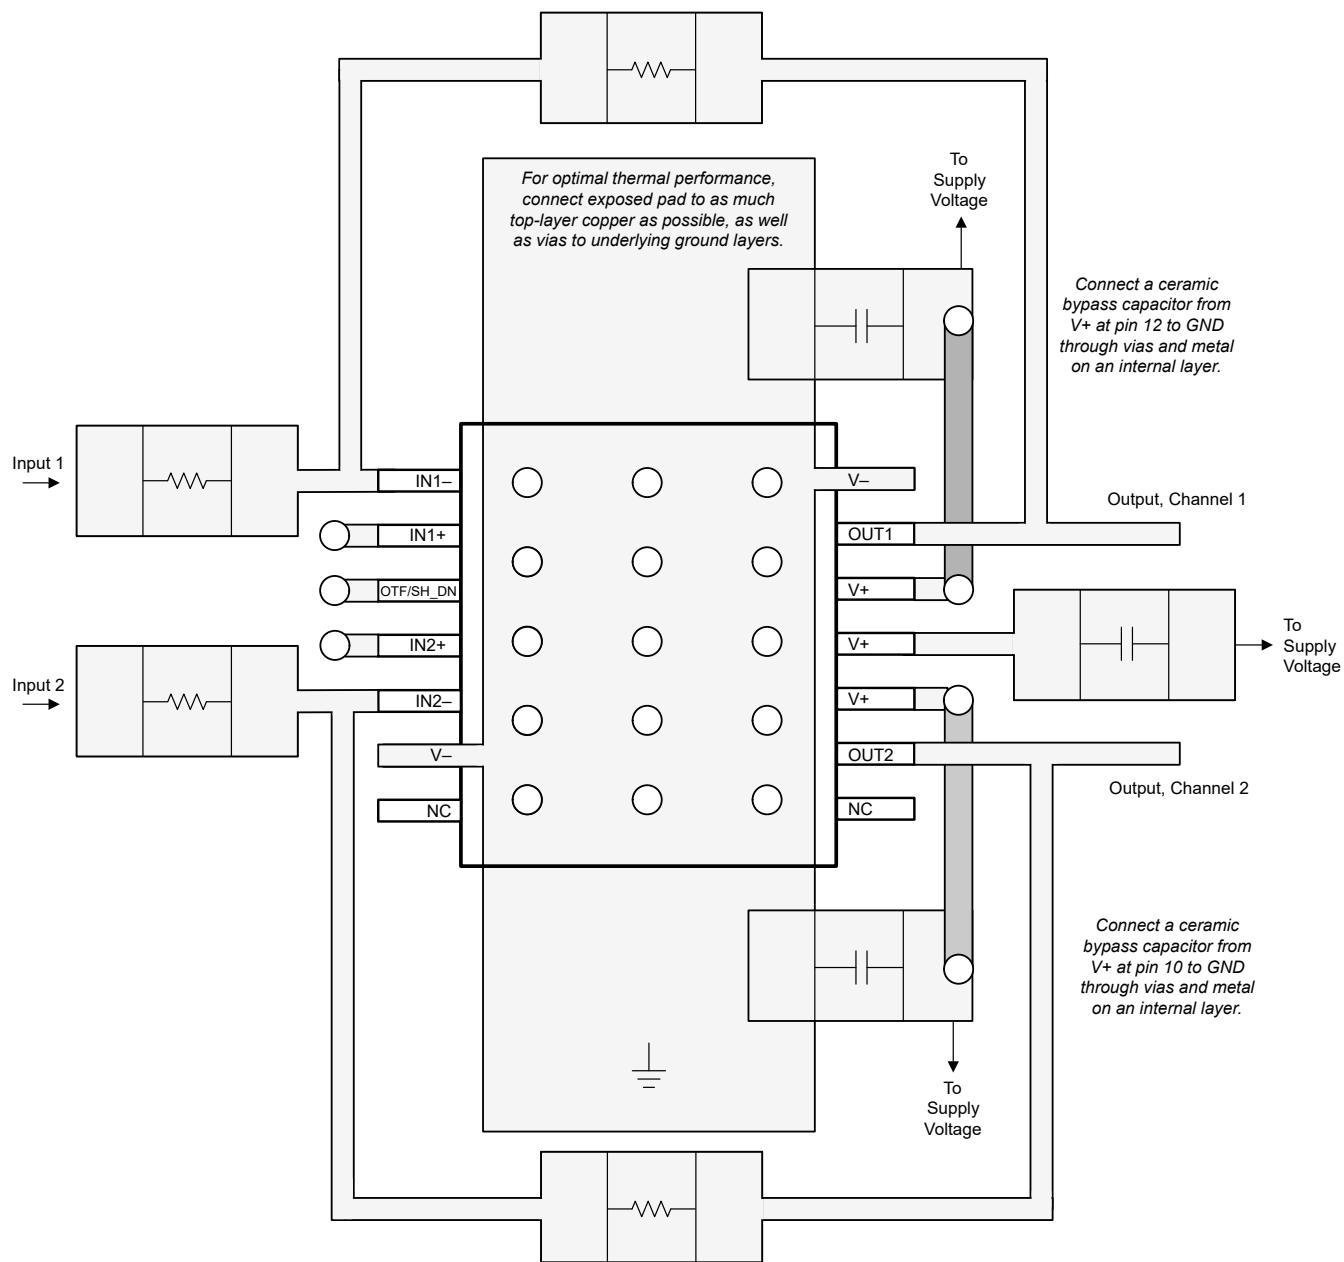 For optimal thermal performance,
connect exposed pad to as much
top-layer copper as possible, as well
as vias to underlying ground layers.
To
Supply
Voltage
Connect a ceramic
bypass capacitor from
V+ at pin 12 to GND
through vias and metal
on an internal layer.
Input 1
IN1–
V–
Output, Channel 1
IN1+
OUT1
OTF/SH_DN
V+
IN2+
V+
To
Supply
Voltage
Input 2
IN2–
V+
V–
OUT2
Output, Channel 2
NC
NC
Connect a ceramic
bypass capacitor from
V+ at pin 10 to GND
through vias and metal
on an internal layer.
To
Supply
Voltage